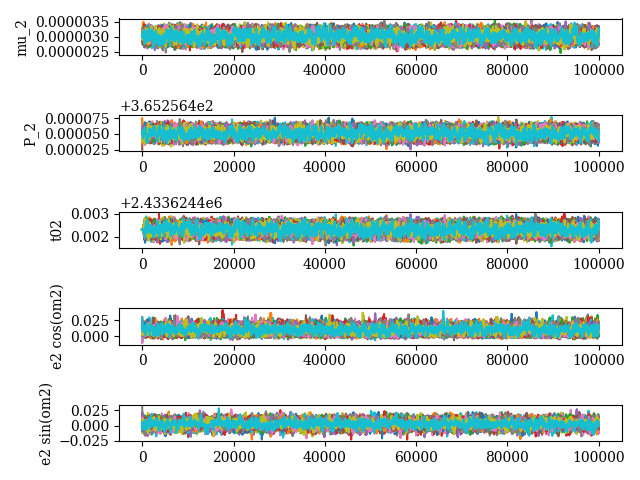 mu_2
0.0000035
0.0000030
0.0000025
0 20000 40000 60000 80000 100000
+3.652564e2
P_2
0.000075
0.000050
0.000025
0 20000 40000 60000 80000 100000
+2.4336244e6
t02
0.003
0.002
0 20000 40000 60000 80000 100000
e2 cos(om2)
0.025
0.000
0 20000 40000 60000 80000 100000
e2 sin(om2)
0.025
0.000
−0.025
0 20000 40000 60000 80000 100000